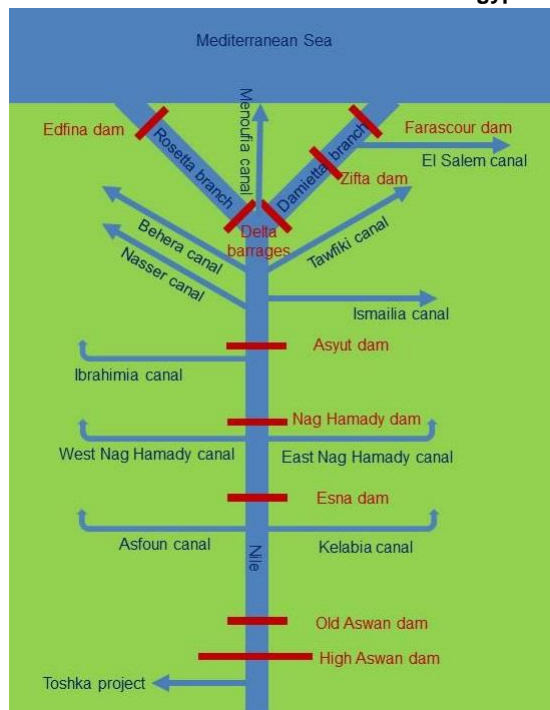 Mediterranean Sea
Edfina dam
Rosetta branch
Menoufia canal
Damietta branch
Farascour dam
El Salem canal
Zifta dam
Delta
barrages
Behera canal
Nasser canal
Tawfiki canal
Ismailia canal
Asyut dam
Ibrahimia canal
Nag Hamady dam
West Nag Hamady canal
East Nag Hamady canal
Esna dam
Asfoun canal
Kelabia canal
Nile
Old Aswan dam
High Aswan dam
Toshka project